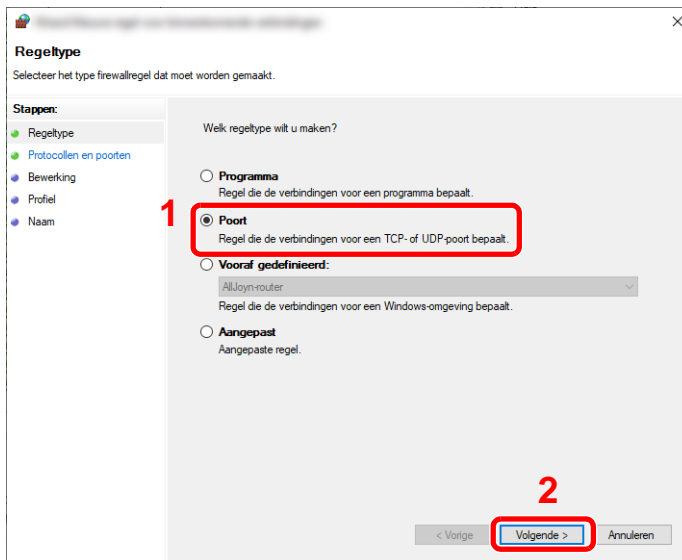 Regeltype
Selecteer het type firewallregel dat moet worden gemaakt.
Stappen:
Regeltype
Protocollen en poorten
Bewerking
Profiel
Naam
Welk regeltype wilt u maken?
Programma
Regel die de verbindingen voor een programma bepaalt.
1
Poort
Regel die de verbindingen voor een TCP- of UDP-poort bepaalt.
Vooraf gedefinieerd:
AllJoyn-router
Regel die de verbindingen voor een Windows-omgeving bepaalt.
Aangepast
Aangepaste regel.
2
< Vorige
Volgende >
Annuleren